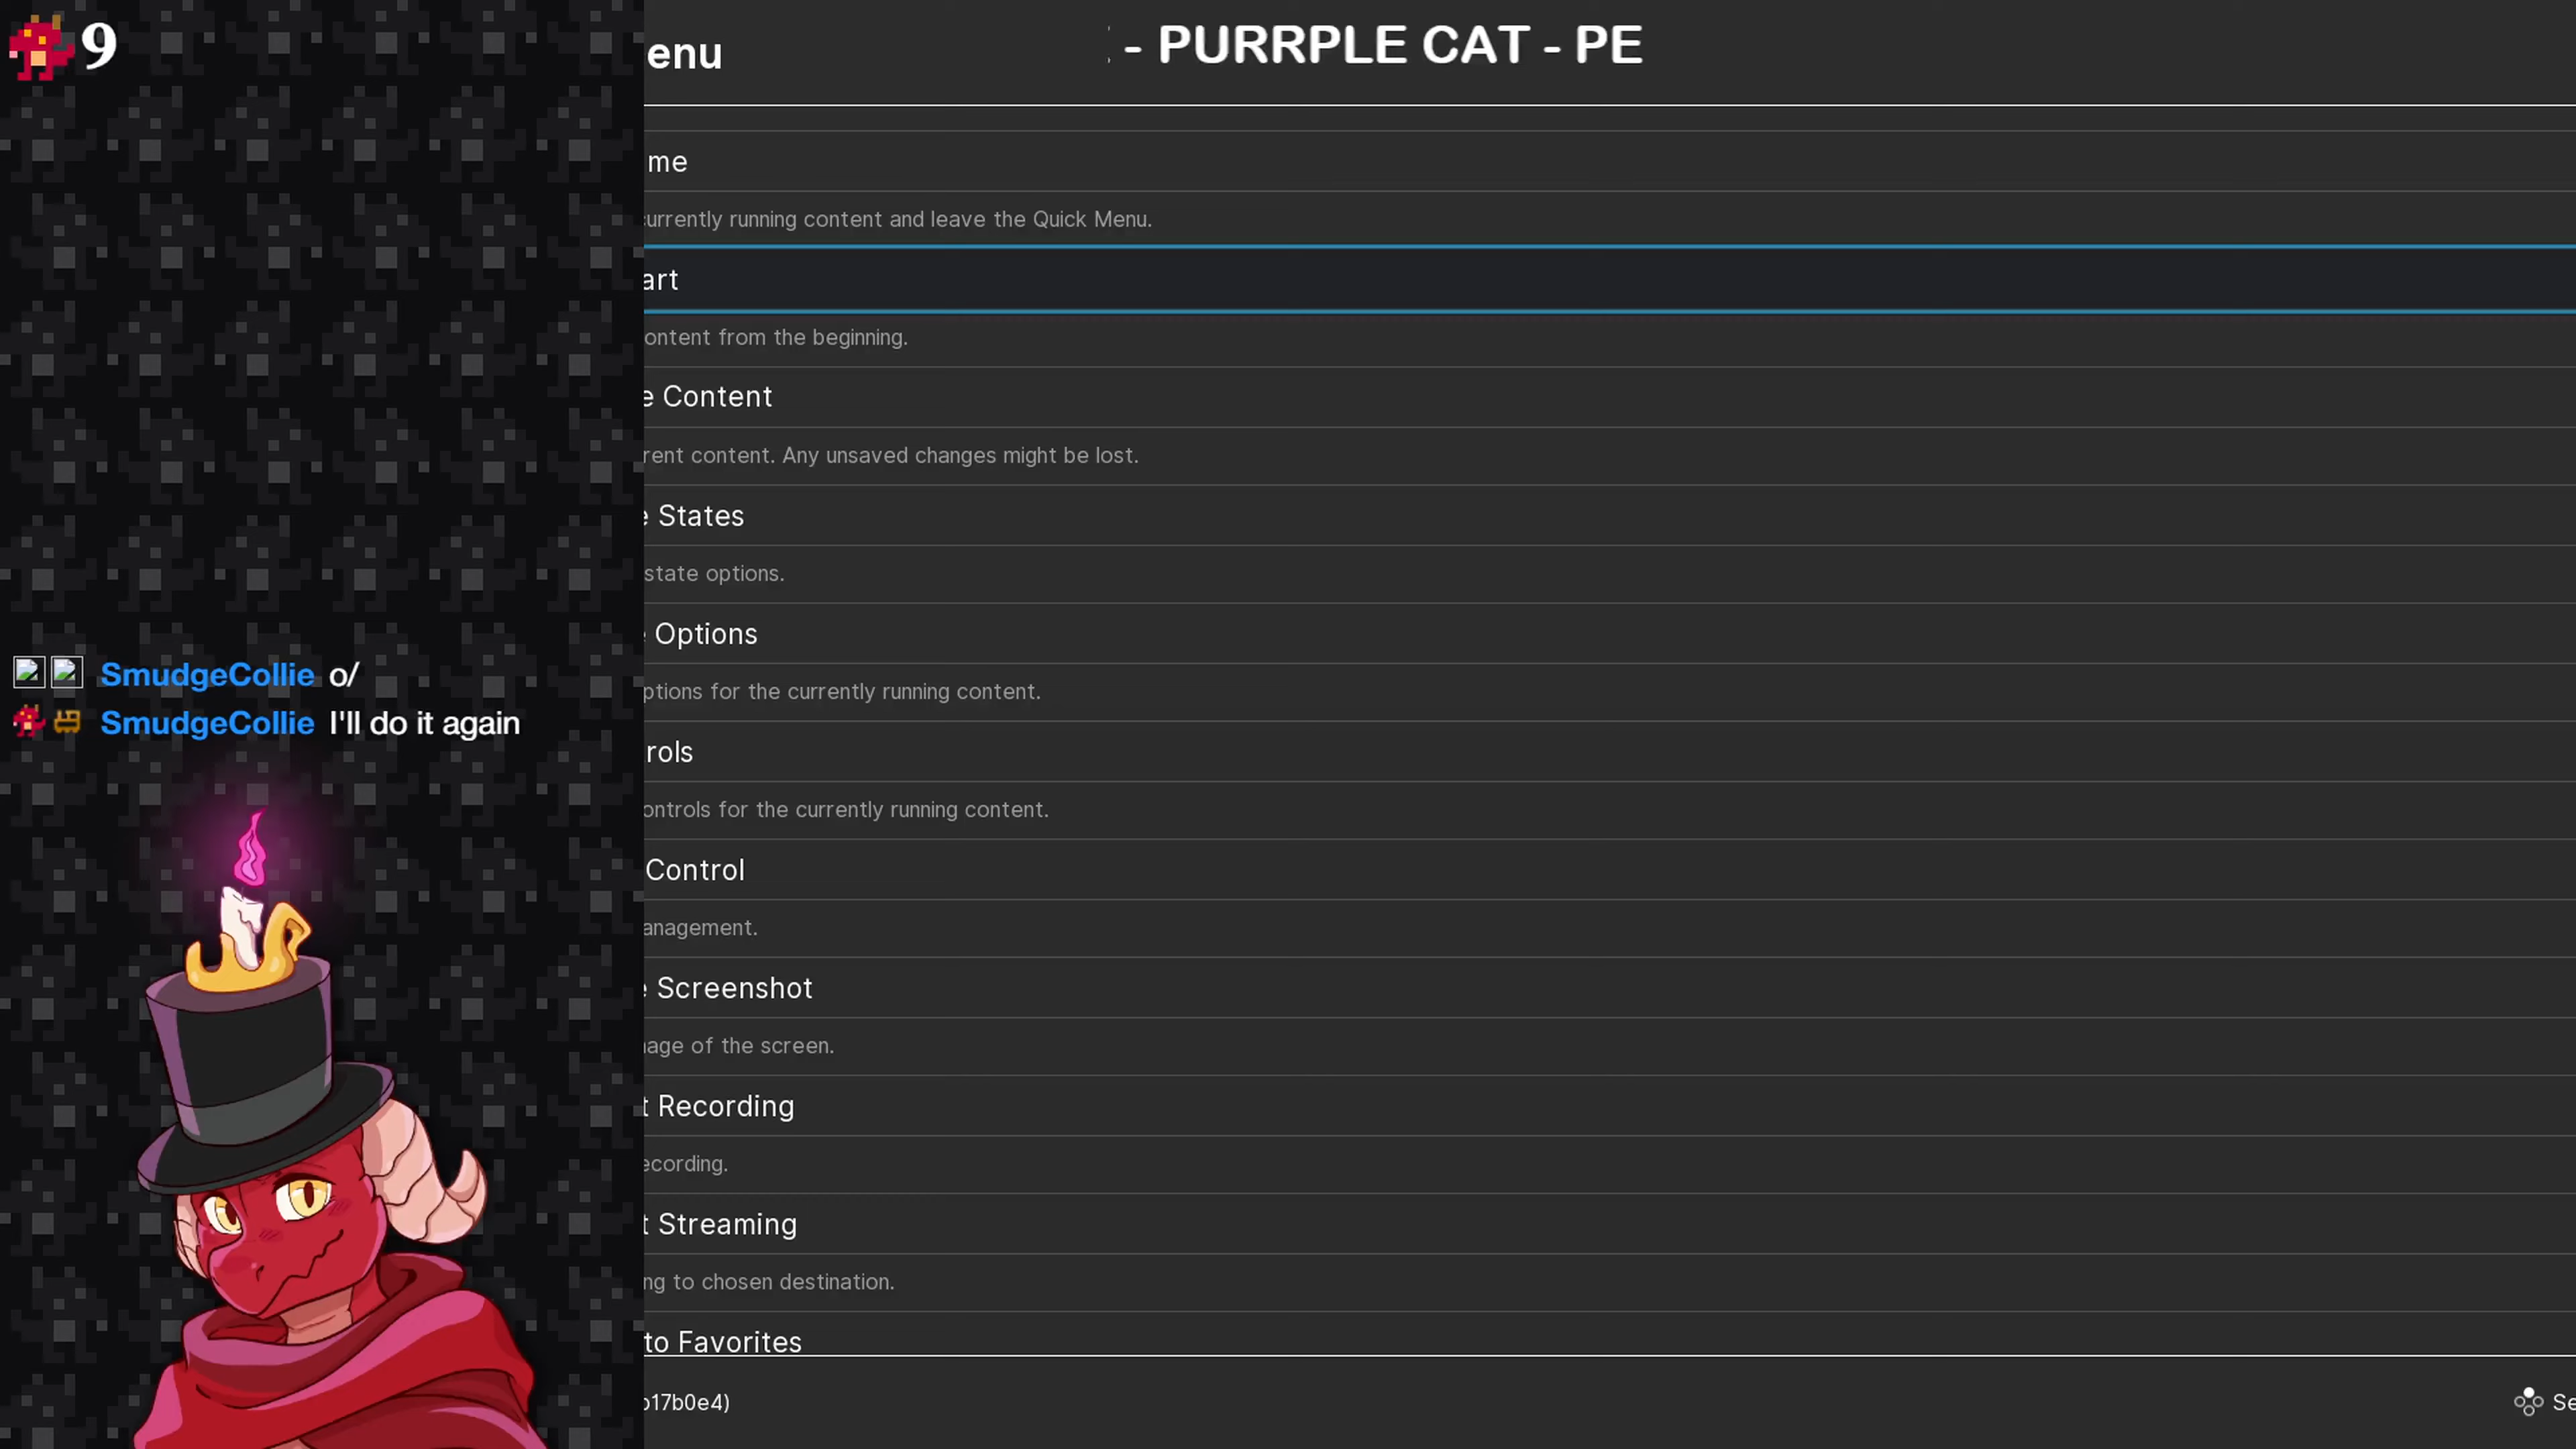 9
enu
- PURRPLE CAT - PE
me
currently running content and leave the Quick Menu.
art
ontent from the beginning.
e Content
rent content. Any unsaved changes might be lost.
e States
state options.
Options
ptions for the currently running content.
rols
ontrols for the currently running content.
Control
anagement.
Screenshot
age of the screen.
t Recording
ecording.
t Streaming
ng to chosen destination.
to Favorites
b17b0e4)
Se
SmudgeCollie o/
SmudgeCollie I'll do it again